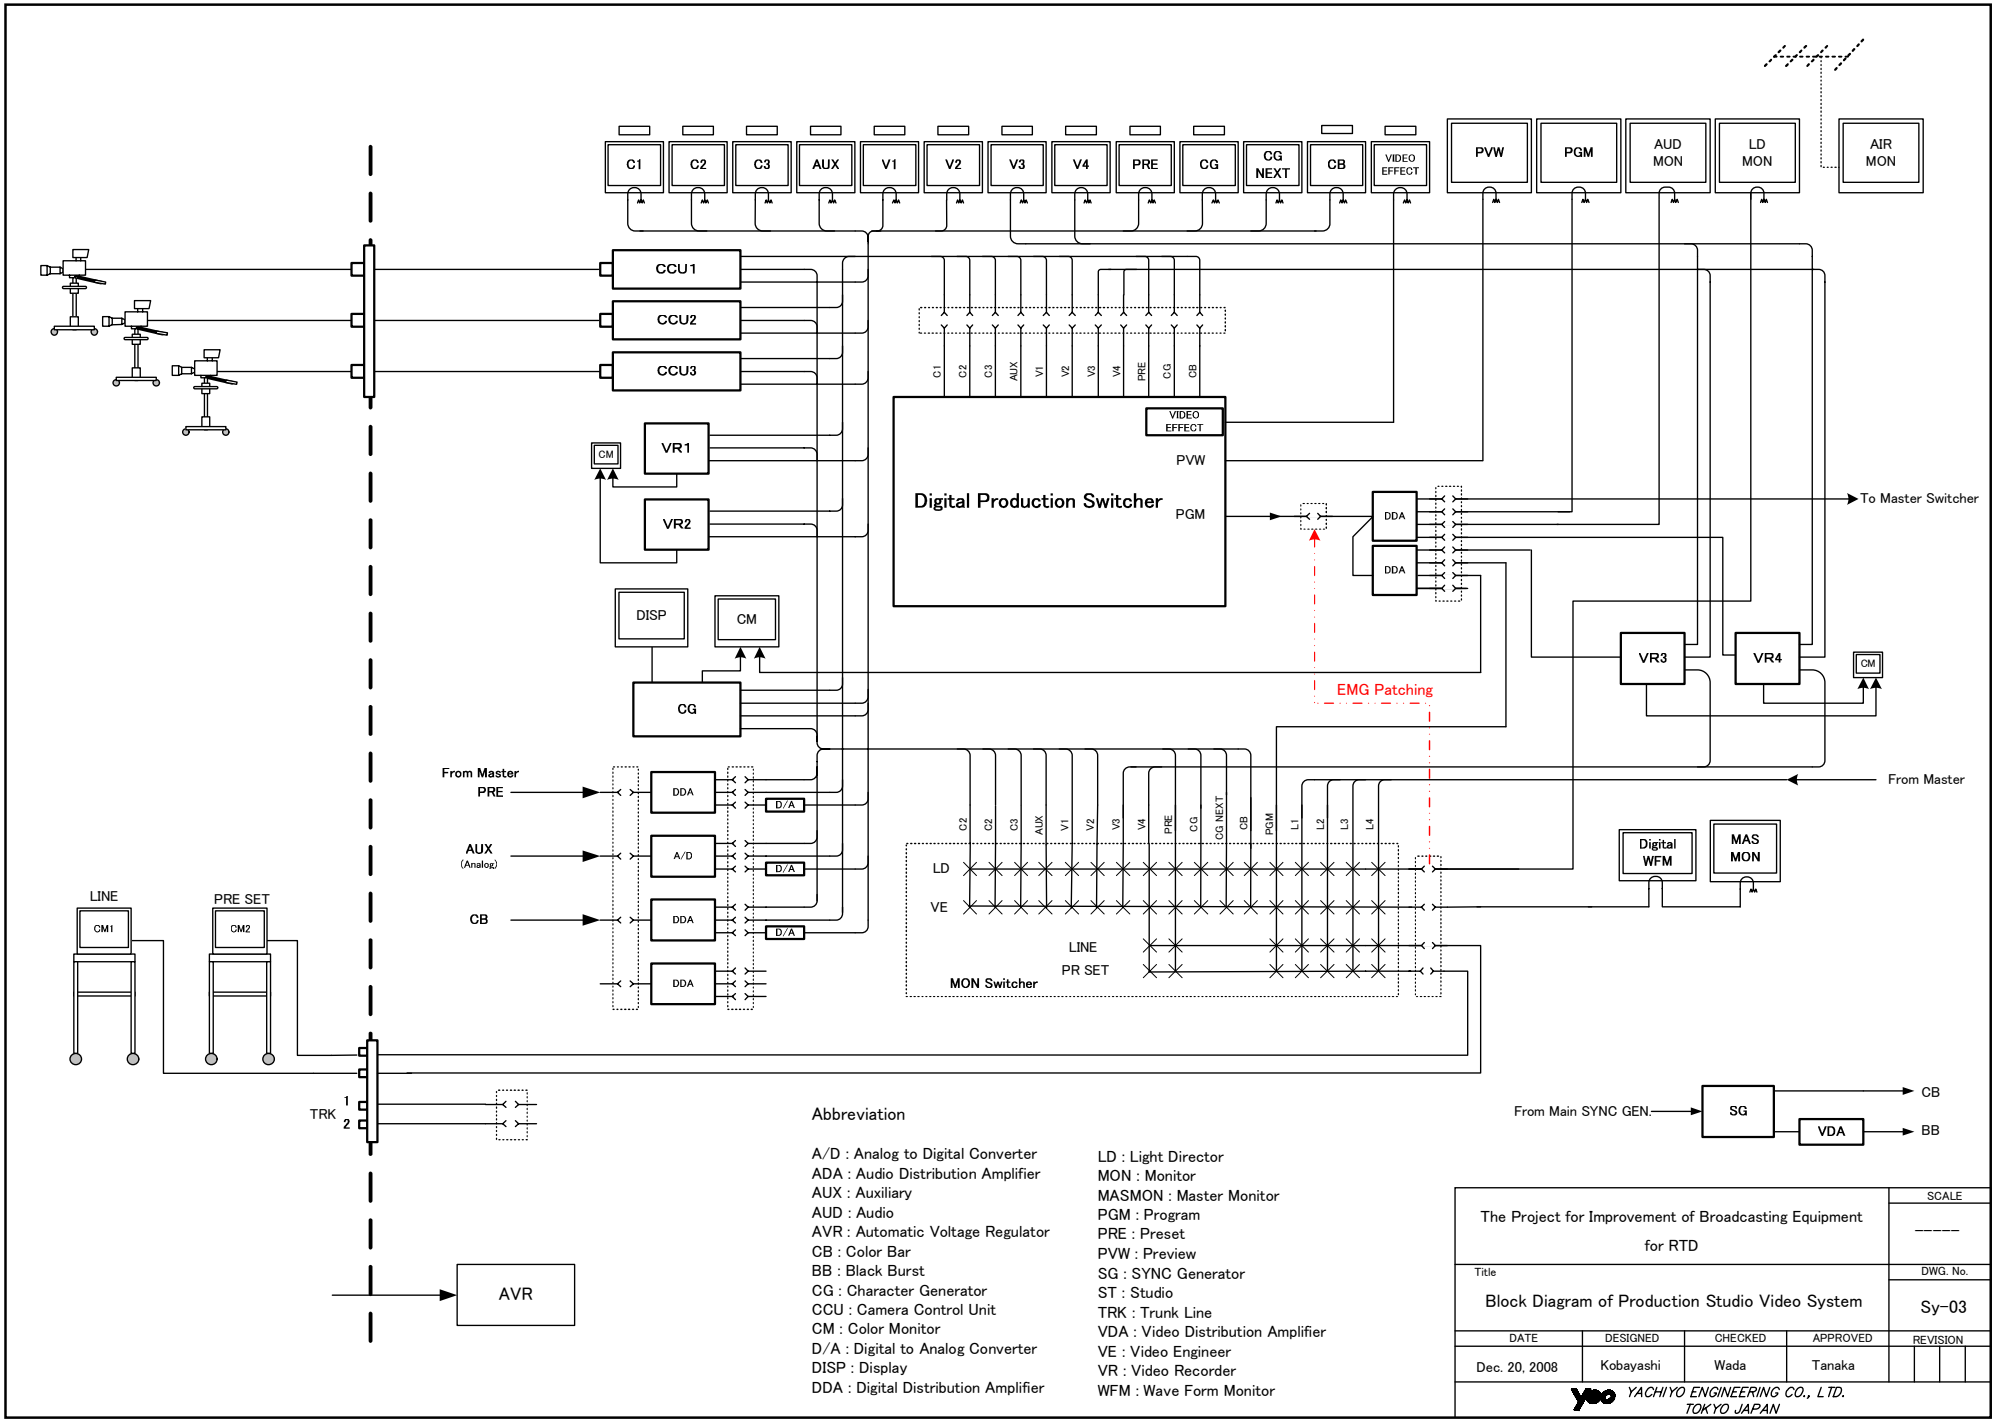 C1
C2
C3
AUX
V1
V2
V3
V4
PRE
CG
CG
NEXT
CB
VIDEO
EFFECT
PVW
PGM
AUD
MON
LD
MON
AIR
MON
CCU1
CCU2
CCU3
C1
C2
C3
AUX
V1
V2
V3
V4
PRE
CG
CB
VIDEO
EFFECT
PVW
Digital Production Switcher
PGM
CM
VR1
VR2
DDA
DDA
To Master Switcher
DISP
CM
CG
VR3
VR4
CM
EMG Patching
From Master
PRE
DDA
D/A
AUX
(Analog)
A/D
D/A
CB
DDA
D/A
DDA
From Master
C2
C2
C3
AUX
V1
V2
V3
V4
PRE
CG
CG NEXT
CB
PGM
L1
L2
L3
L4
LD
VE
LINE
PR SET
MON Switcher
Digital
WFM
MAS
MON
LINE
PRE SET
CM1
CM2
TRK
1
2
From Main SYNC GEN.
SG
CB
VDA
BB
AVR
Abbreviation
A/D : Analog to Digital Converter
ADA : Audio Distribution Amplifier
AUX : Auxiliary
AUD : Audio
AVR : Automatic Voltage Regulator
CB : Color Bar
BB : Black Burst
CG : Character Generator
CCU : Camera Control Unit
CM : Color Monitor
D/A : Digital to Analog Converter
DISP : Display
DDA : Digital Distribution Amplifier
LD : Light Director
MON : Monitor
MASMON : Master Monitor
PGM : Program
PRE : Preset
PVW : Preview
SG : SYNC Generator
ST : Studio
TRK : Trunk Line
VDA : Video Distribution Amplifier
VE : Video Engineer
VR : Video Recorder
WFM : Wave Form Monitor
The Project for Improvement of Broadcasting Equipment
for RTD
SCALE
-----
Title
Block Diagram of Production Studio Video System
DWG. No.
Sy-03
DATE
DESIGNED
CHECKED
APPROVED
REVISION
Dec. 20, 2008
Kobayashi
Wada
Tanaka
yeo YACHIYO ENGINEERING CO., LTD.
TOKYO JAPAN